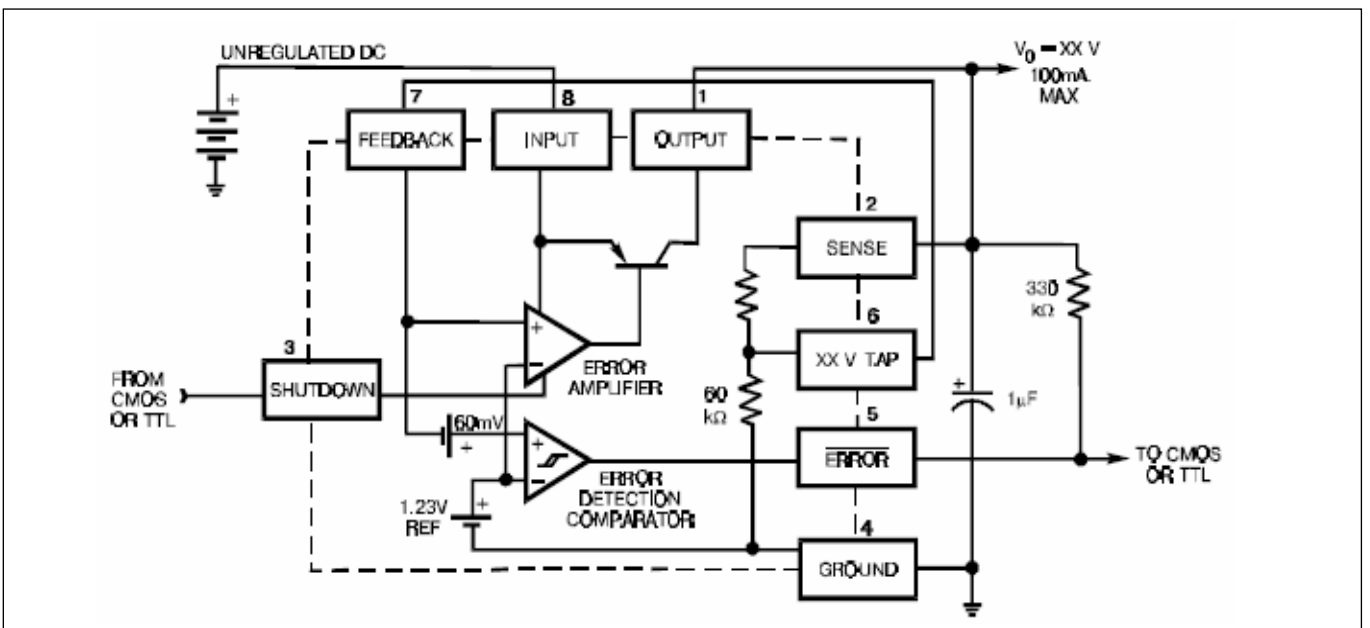 UNREGULATED DC
V0 = XX V
100mA
MAX
7
8
1
+
FEEDBACK
INPUT
OUTPUT
2
SENSE
330
kΩ
6
XX V TAP
+
−
ERROR
AMPLIFIER
3
SHUTDOWN
FROM
CMOS
OR TTL
60
kΩ
+
1µF
60mV
+
5
ERROR
TO CMOS
OR TTL
+
−
ERROR
DETECTION
COMPARATOR
1.23V
REF
+
4
GROUND